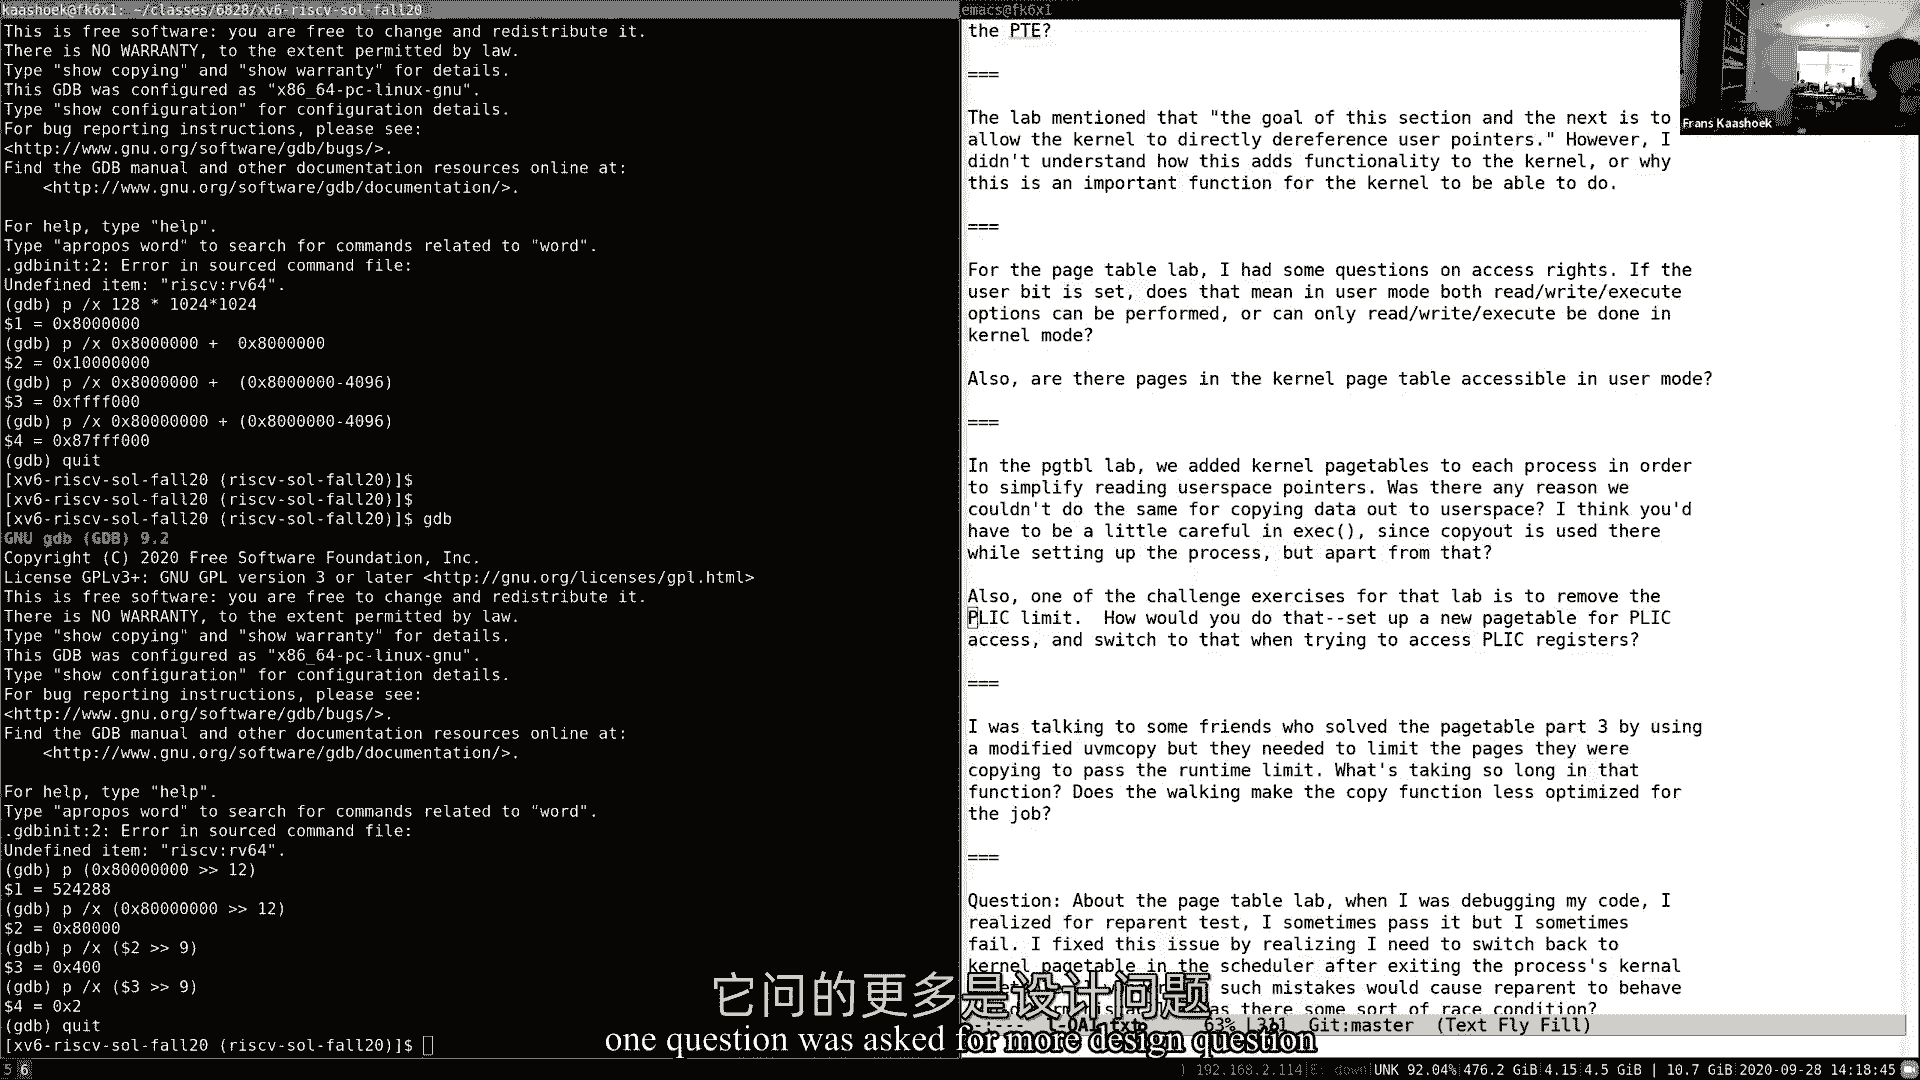 kaashoek@fk6x1: ~/classes/6828/xv6-riscv-sol-fall20
This is free software: you are free to change and redistribute it.
There is NO WARRANTY, to the extent permitted by law.
Type "show copying" and "show warranty" for details.
This GDB was configured as "x86_64-pc-linux-gnu".
Type "show configuration" for configuration details.
For bug reporting instructions, please see:
<http://www.gnu.org/software/gdb/bugs/>.
Find the GDB manual and other documentation resources online at:
<http://www.gnu.org/software/gdb/documentation/>.
For help, type "help".
Type "apropos word" to search for commands related to "word".
.gdbinit:2: Error in sourced command file:
Undefined item: "riscv:rv64".
(gdb) p /x 128 * 1024*1024
$1 = 0x8000000
(gdb) p /x 0x8000000 +  0x8000000
$2 = 0x10000000
(gdb) p /x 0x8000000 +  (0x8000000-4096)
$3 = 0xffff000
(gdb) p /x 0x80000000 + (0x8000000-4096)
$4 = 0x87fff000
(gdb) quit
[xv6-riscv-sol-fall20 (riscv-sol-fall20)]$
[xv6-riscv-sol-fall20 (riscv-sol-fall20)]$
[xv6-riscv-sol-fall20 (riscv-sol-fall20)]$ gdb
GNU gdb (GDB) 9.2
Copyright (C) 2020 Free Software Foundation, Inc.
License GPLv3+: GNU GPL version 3 or later <http://gnu.org/licenses/gpl.html>
This is free software: you are free to change and redistribute it.
There is NO WARRANTY, to the extent permitted by law.
Type "show copying" and "show warranty" for details.
This GDB was configured as "x86_64-pc-linux-gnu".
Type "show configuration" for configuration details.
For bug reporting instructions, please see:
<http://www.gnu.org/software/gdb/bugs/>.
Find the GDB manual and other documentation resources online at:
<http://www.gnu.org/software/gdb/documentation/>.
For help, type "help".
Type "apropos word" to search for commands related to "word".
.gdbinit:2: Error in sourced command file:
Undefined item: "riscv:rv64".
(gdb) p (0x80000000 >> 12)
$1 = 524288
(gdb) p /x (0x80000000 >> 12)
$2 = 0x80000
(gdb) p /x ($2 >> 9)
$3 = 0x400
(gdb) p /x ($3 >> 9)
$4 = 0x2
(gdb) quit
[xv6-riscv-sol-fall20 (riscv-sol-fall20)]$
emacs@fk6x1
the PTE?
===
The lab mentioned that "the goal of this section and the next is to
allow the kernel to directly dereference user pointers." However, I
didn't understand how this adds functionality to the kernel, or why
this is an important function for the kernel to be able to do.
===
For the page table lab, I had some questions on access rights. If the
user bit is set, does that mean in user mode both read/write/execute
options can be performed, or can only read/write/execute be done in
kernel mode?
Also, are there pages in the kernel page table accessible in user mode?
===
In the pgtbl lab, we added kernel pagetables to each process in order
to simplify reading userspace pointers. Was there any reason we
couldn't do the same for copying data out to userspace? I think you'd
have to be a little careful in exec(), since copyout is used there
while setting up the process, but apart from that?
Also, one of the challenge exercises for that lab is to remove the
PLIC limit.  How would you do that--set up a new pagetable for PLIC
access, and switch to that when trying to access PLIC registers?
===
I was talking to some friends who solved the pagetable part 3 by using
a modified uvmcopy but they needed to limit the pages they were
copying to pass the runtime limit. What's taking so long in that
function? Does the walking make the copy function less optimized for
the job?
===
Question: About the page table lab, when I was debugging my code, I
realized for reparent test, I sometimes pass it but I sometimes
fail. I fixed this issue by realizing I need to switch back to
kernel pagetable in the scheduler after exiting the process's kernal
such mistakes would cause reparent to behave
was there some sort of race condition?
63% Git:master  (Text Fly Fill)
Frans Kaashoek
它问的更多是设计问题
one question was asked for more design question
5 6
192.168.2.114 E: down UNK 92.04% 476.2 GiB 4.15 4.5 GiB | 10.7 GiB 2020-09-28 14:18:45